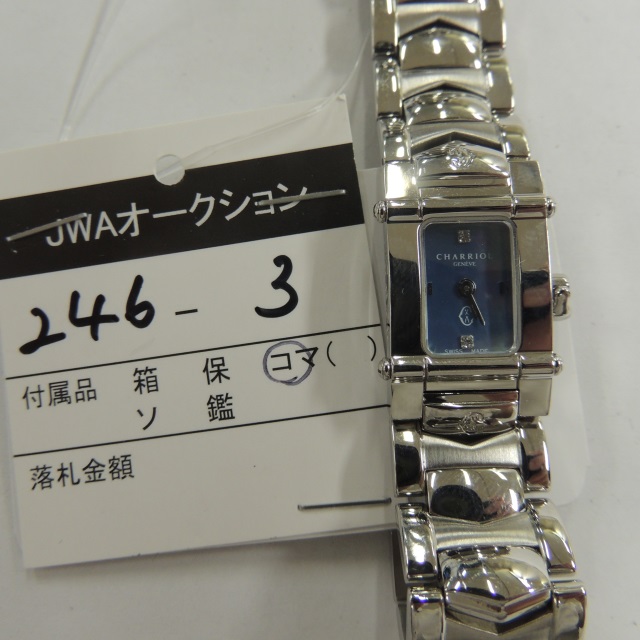 JWAオークション
246-3
付属品 箱 保 コマ( )
ソ 鑑
落札金額
CHARRIOL
GENEVE